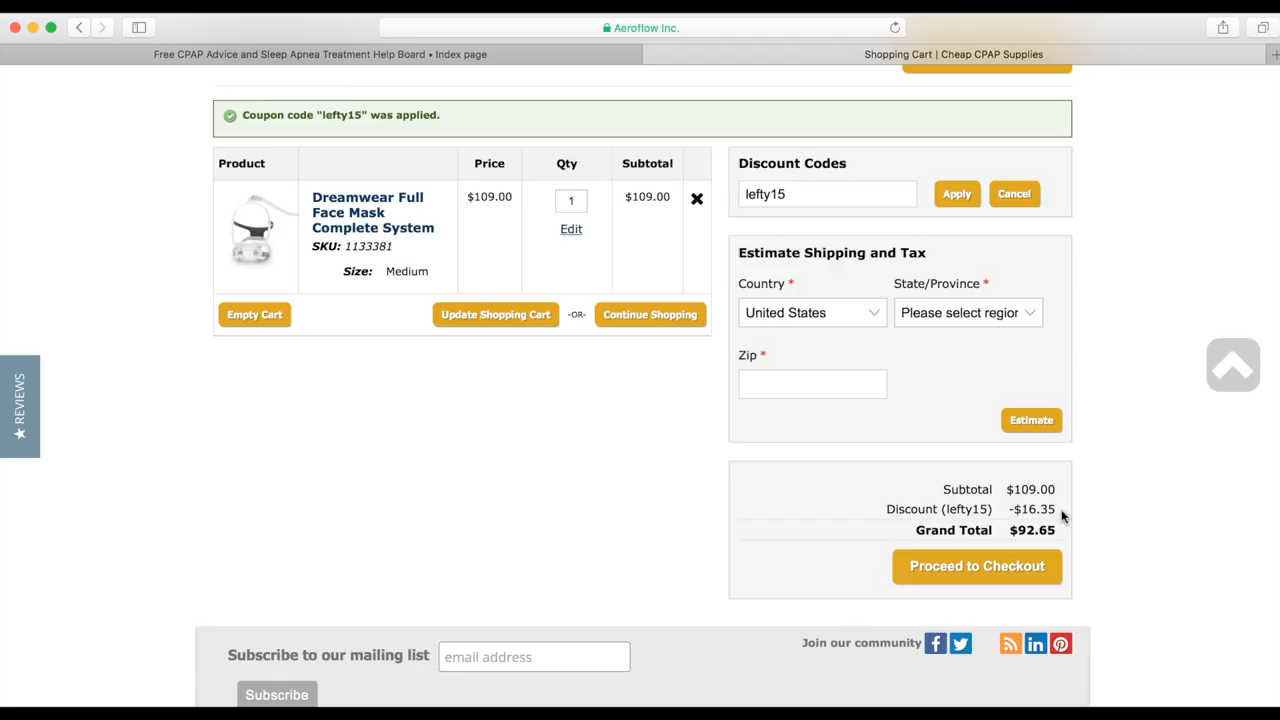 Aeroflow Inc.
Free CPAP Advice and Sleep Apnea Treatment Help Board • Index page
Shopping Cart | Cheap CPAP Supplies
Coupon code "lefty15" was applied.
Product Price Qty Subtotal
Dreamwear Full
Face Mask
Complete System
SKU: 1133381
Size: Medium
$109.00
1
Edit
$109.00
Empty Cart
Update Shopping Cart
-OR-
Continue Shopping
Discount Codes
lefty15
Apply
Cancel
Estimate Shipping and Tax
Country * State/Province *
United States Please select region
Zip *
Estimate
Subtotal $109.00
Discount (lefty15) -$16.35
Grand Total $92.65
Proceed to Checkout
★ REVIEWS
Subscribe to our mailing list
email address
Subscribe
Join our community